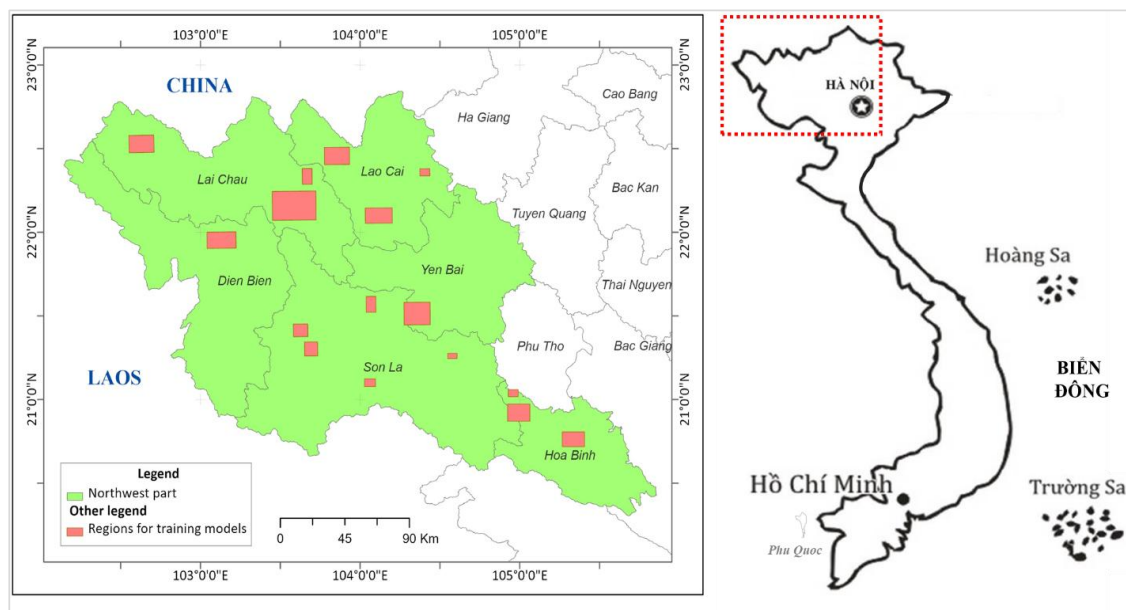 103°0'0"E
104°0'0"E
105°0'0"E
23°0'0"N
23°0'0"N
CHINA
Cao Bang
Ha Giang
Lai Chau
Lao Cai
Bac Kan
Tuyen Quang
22°0'0"N
22°0'0"N
Dien Bien
Yen Bai
Thai Nguyen
Phu Tho
Bac Giang
Son La
LAOS
21°0'0"N
21°0'0"N
Hoa Binh
Legend
Northwest part
Other legend
Regions for training models
0
45
90 Km
103°0'0"E
104°0'0"E
105°0'0"E
HÀ NỘI
Hoàng Sa
BIỂN
ĐÔNG
Hồ Chí Minh
Trường Sa
Phu Quoc